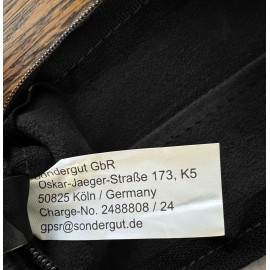 sondergut GbR
Oskar-Jaeger-Straße 173, K5
50825 Köln / Germany
Charge-No. 2488808 / 24
gpsr@sondergut.de